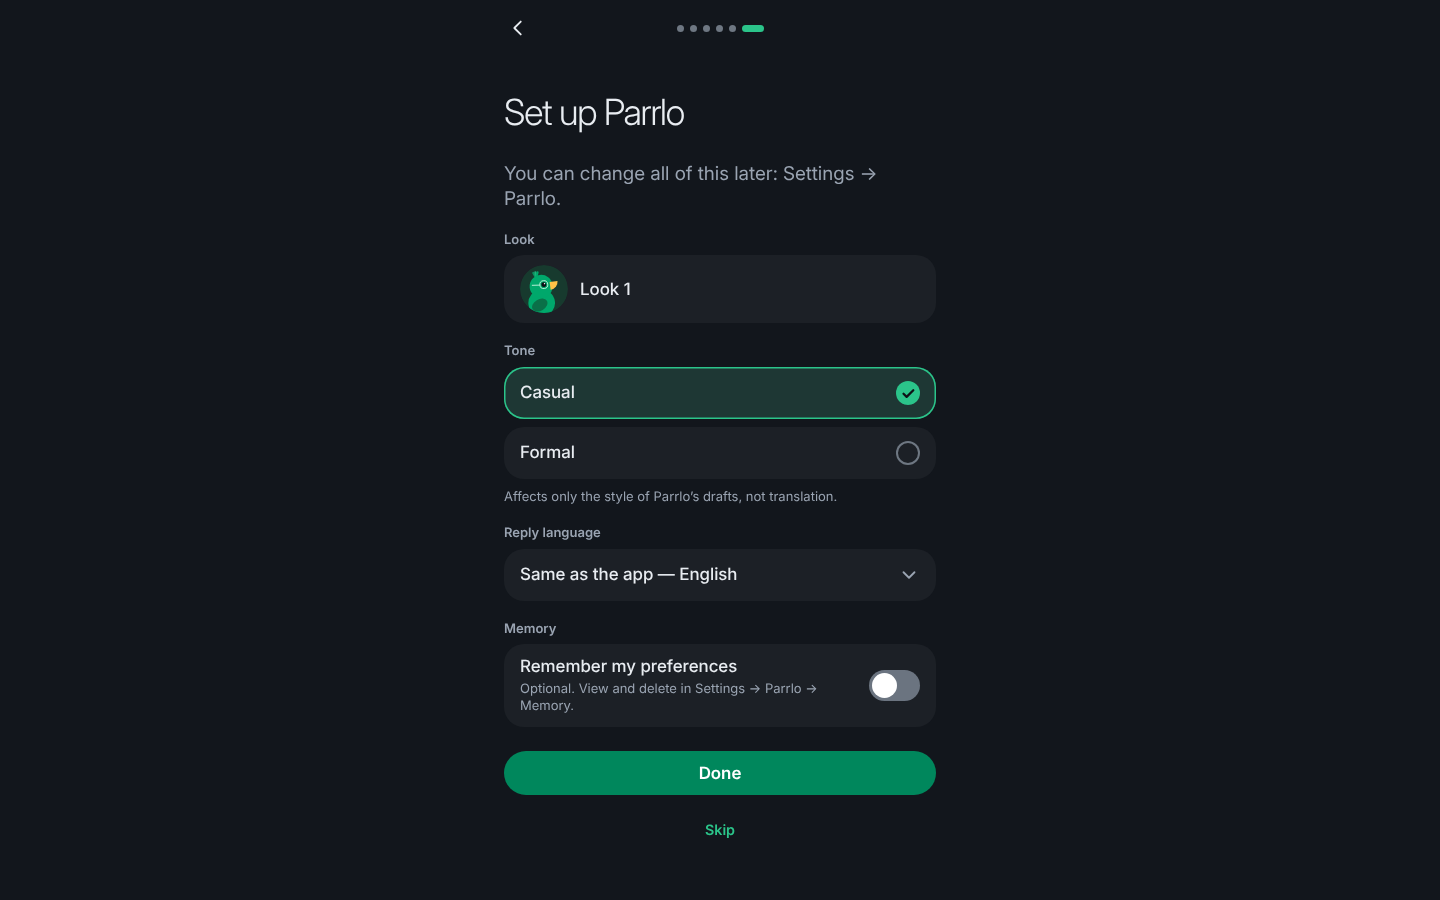 Set up Parrlo
You can change all of this later: Settings →
Parrlo.
Look
Look 1
Tone
Casual
Formal
Affects only the style of Parrlo’s drafts, not translation.
Reply language
Same as the app — English
Memory
Remember my preferences
Optional. View and delete in Settings → Parrlo →
Memory.
Done
Skip